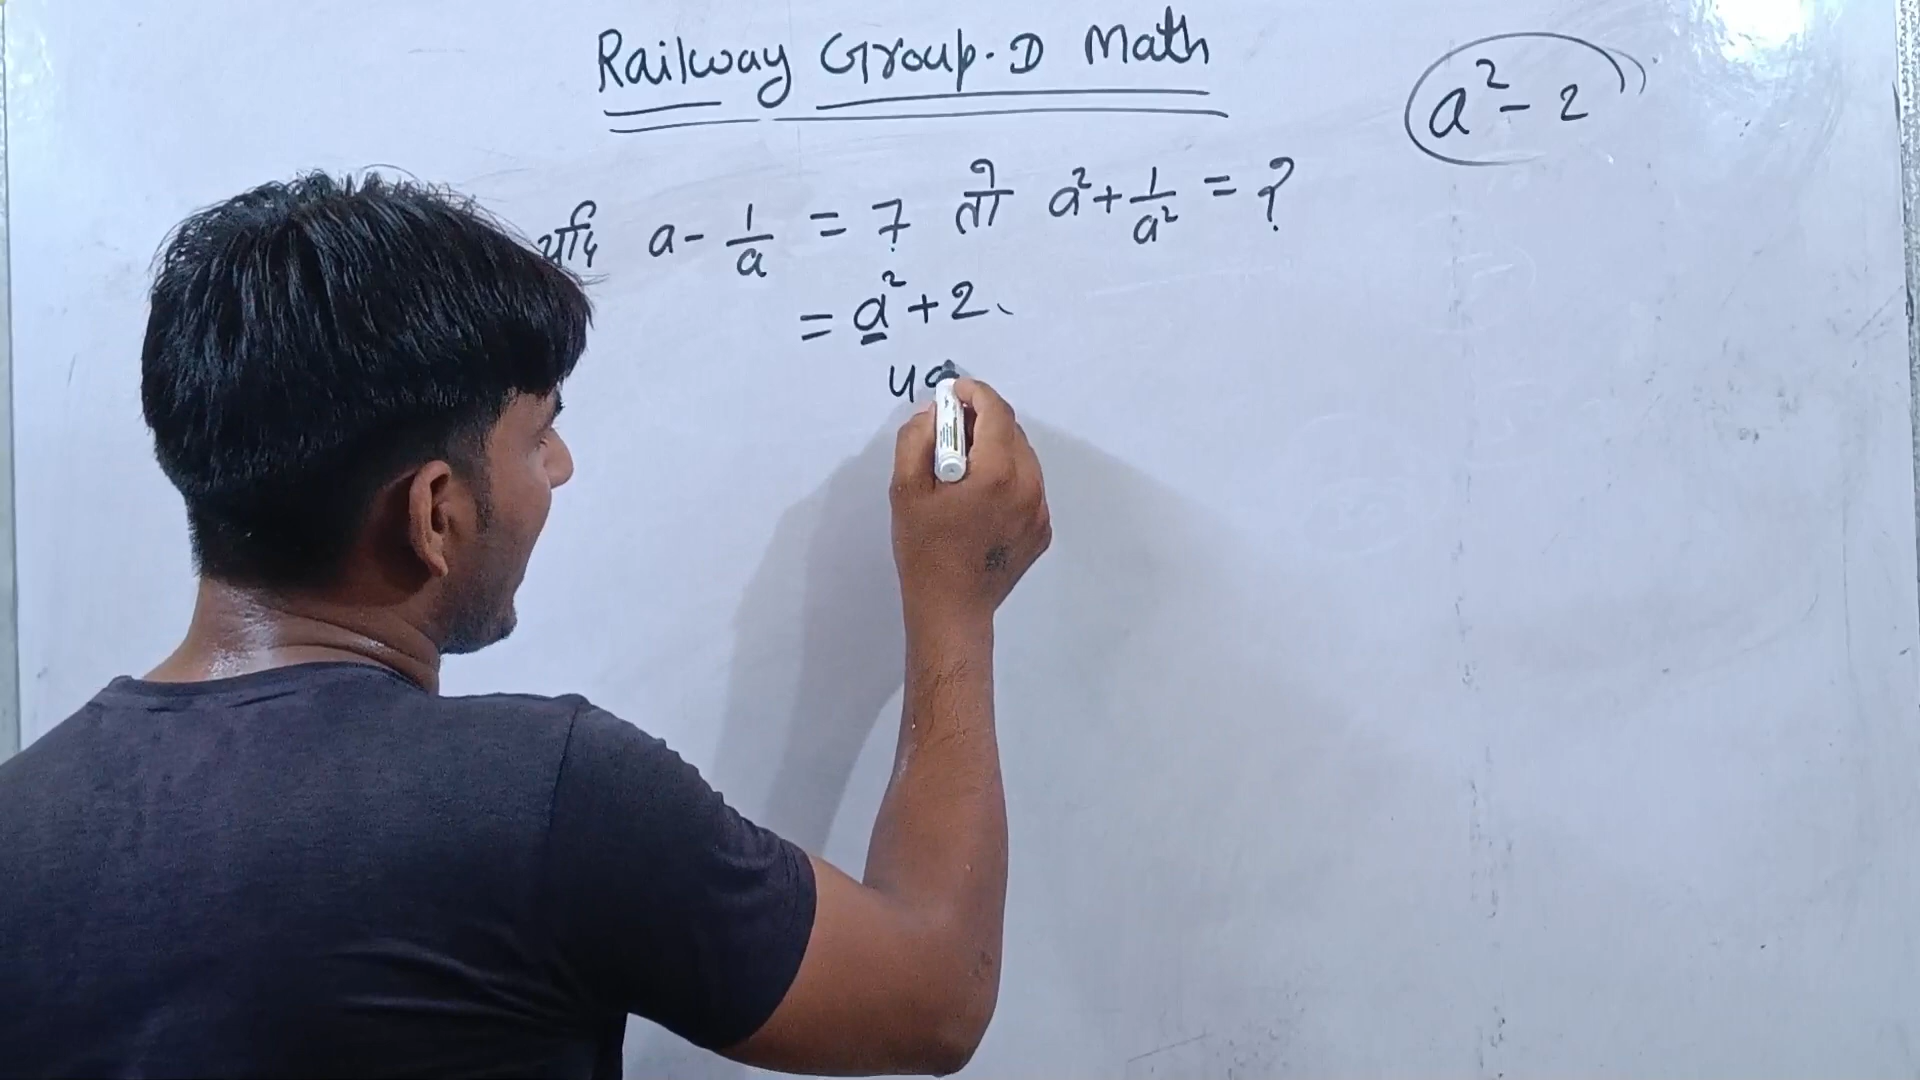 Railway Group.D Math
a² - 2
यदि a - 1/a = 7 तो a² + 1/a² = ?
= a² + 2
49